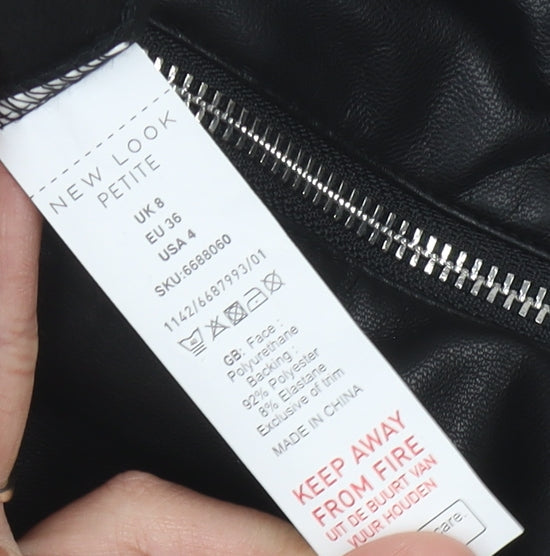 NEW LOOK
PETITE
UK 8
EU 36
USA 4
SKU:6688060
1142/6687993/01
GB: Face :
Polyurethane
Backing :
92% Polyester
8% Elastane
Exclusive of trim
MADE IN CHINA
KEEP AWAY
FROM FIRE
UIT DE BUURT VAN
VUUR HOUDEN
care.